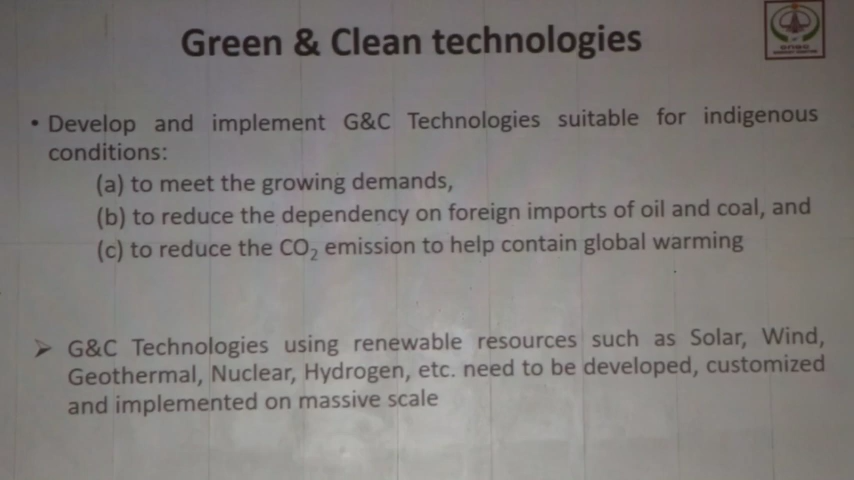 Green & Clean technologies
• Develop and implement G&C Technologies suitable for indigenous
conditions:
(a) to meet the growing demands,
(b) to reduce the dependency on foreign imports of oil and coal, and
(c) to reduce the CO₂ emission to help contain global warming
➢ G&C Technologies using renewable resources such as Solar, Wind,
Geothermal, Nuclear, Hydrogen, etc. need to be developed, customized
and implemented on massive scale